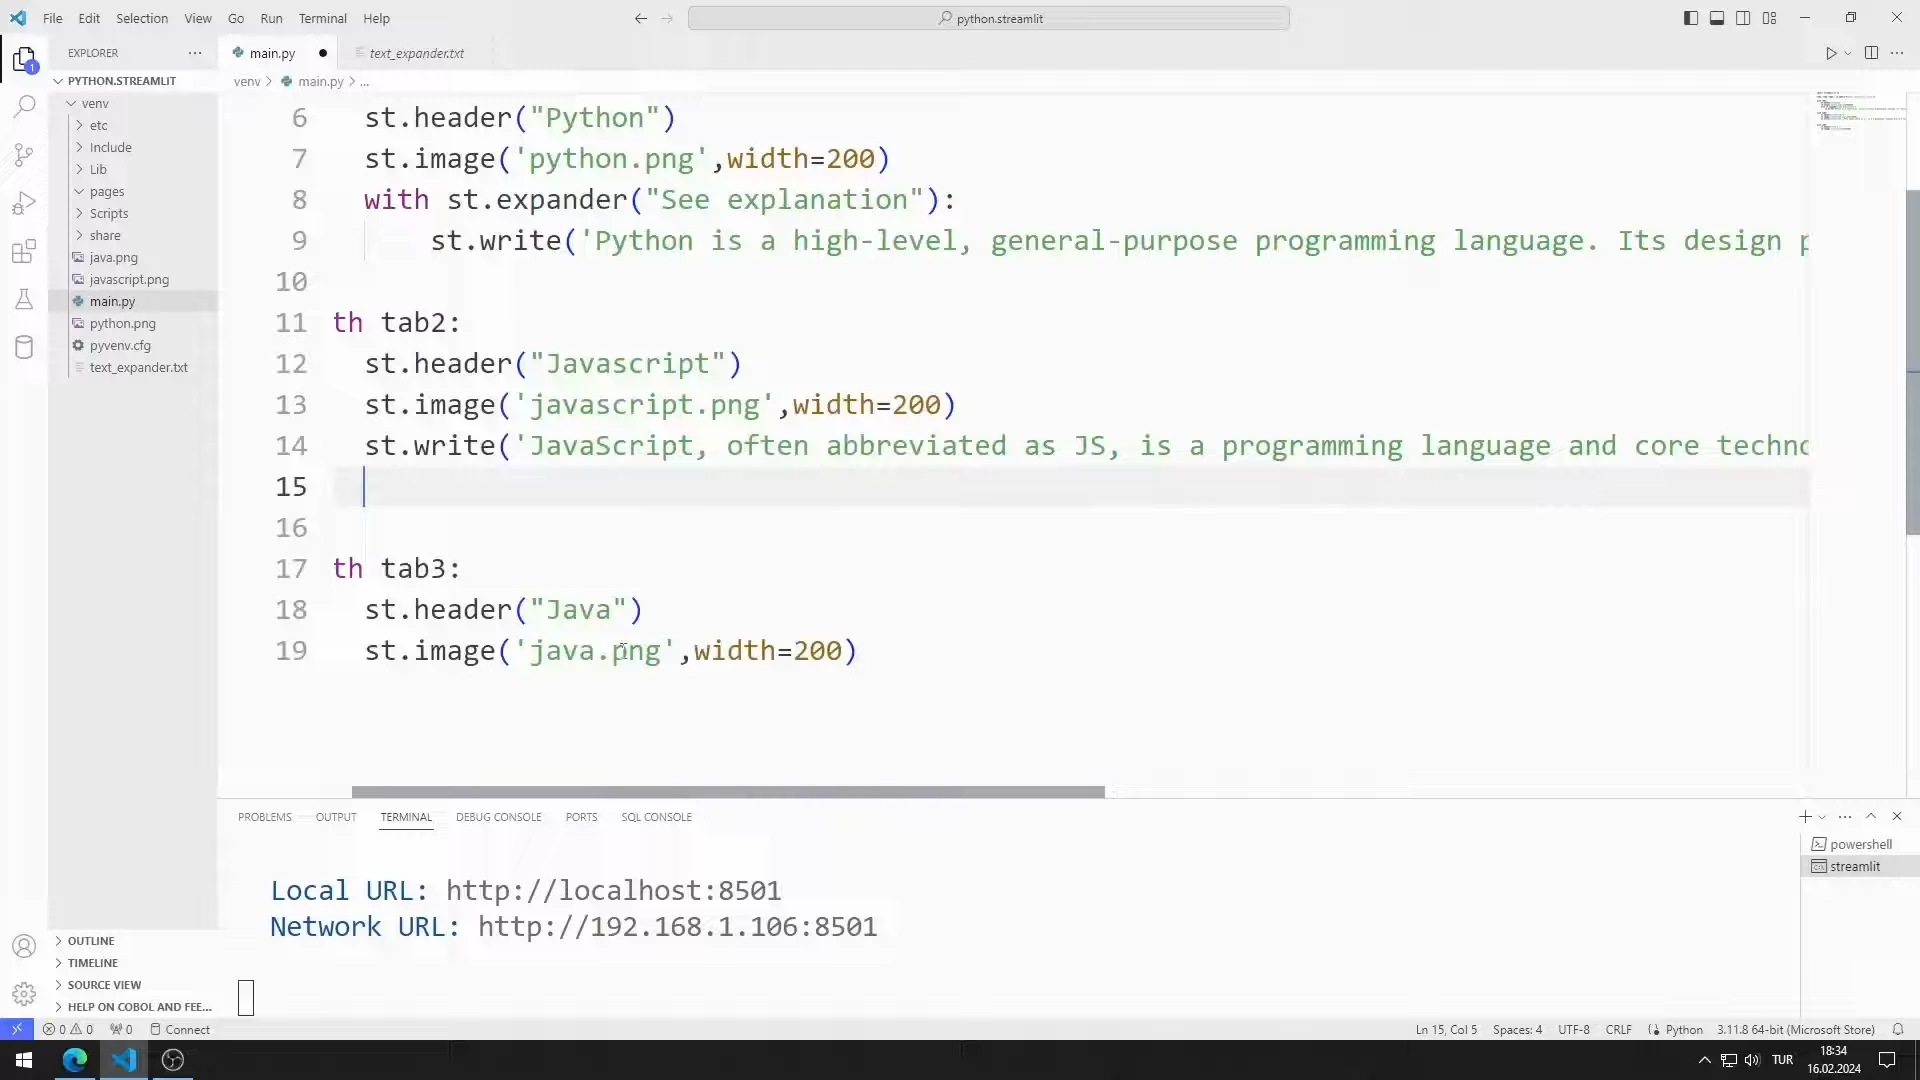 File Edit Selection View Go Run Terminal Help
python.streamlit
EXPLORER
main.py
text_expander.txt
PYTHON.STREAMLIT
venv > main.py > ...
1
venv
etc
Include
Lib
pages
Scripts
share
java.png
javascript.png
main.py
python.png
pyvenv.cfg
text_expander.txt
6 st.header("Python")
7 st.image('python.png',width=200)
8 with st.expander("See explanation"):
9 st.write('Python is a high-level, general-purpose programming language. Its design p
10
11 th tab2:
12 st.header("Javascript")
13 st.image('javascript.png',width=200)
14 st.write('JavaScript, often abbreviated as JS, is a programming language and core techno
15
16
17 th tab3:
18 st.header("Java")
19 st.image('java.png',width=200)
PROBLEMS OUTPUT TERMINAL DEBUG CONSOLE PORTS SQL CONSOLE
powershell
streamlit
Local URL: http://localhost:8501
Network URL: http://192.168.1.106:8501
OUTLINE
TIMELINE
SOURCE VIEW
HELP ON COBOL AND FEE...
0 0 0 Connect
Ln 15, Col 5 Spaces: 4 UTF-8 CRLF Python 3.11.8 64-bit (Microsoft Store)
TUR
18:34
16.02.2024